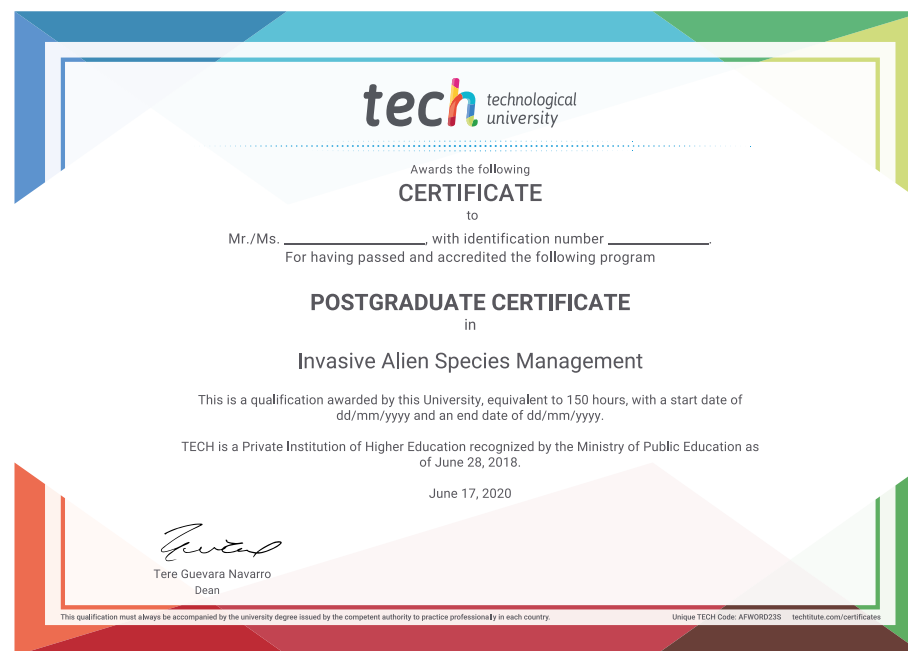 tech technological
university
Awards the following
CERTIFICATE
to
Mr./Ms. ____________________, with identification number ______________.
For having passed and accredited the following program
POSTGRADUATE CERTIFICATE
in
Invasive Alien Species Management
This is a qualification awarded by this University, equivalent to 150 hours, with a start date of
dd/mm/yyyy and an end date of dd/mm/yyyy.
TECH is a Private Institution of Higher Education recognized by the Ministry of Public Education as
of June 28, 2018.
June 17, 2020
Tere Guevara Navarro
Dean
This qualification must always be accompanied by the university degree issued by the competent authority to practice professionally in each country. Unique TECH Code: AFWORD23S techtitute.com/certificates